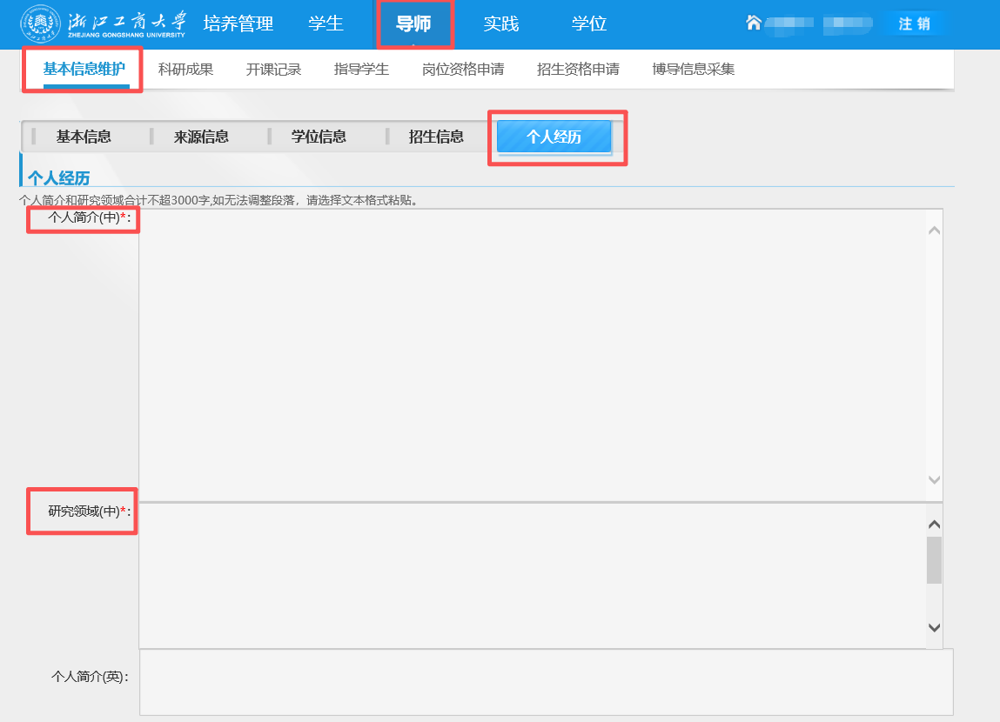 浙江工商大学 培养管理 学生 导师 实践 学位 注 销
ZHEJIANG GONGSHANG UNIVERSITY
基本信息维护 科研成果 开课记录 指导学生 岗位资格申请 招生资格申请 博导信息采集
基本信息 来源信息 学位信息 招生信息 个人经历
个人经历
个人简介和研究领域合计不超3000字,如无法调整段落，请选择文本格式粘贴。
个人简介(中)*:
研究领域(中)*:
个人简介(英):